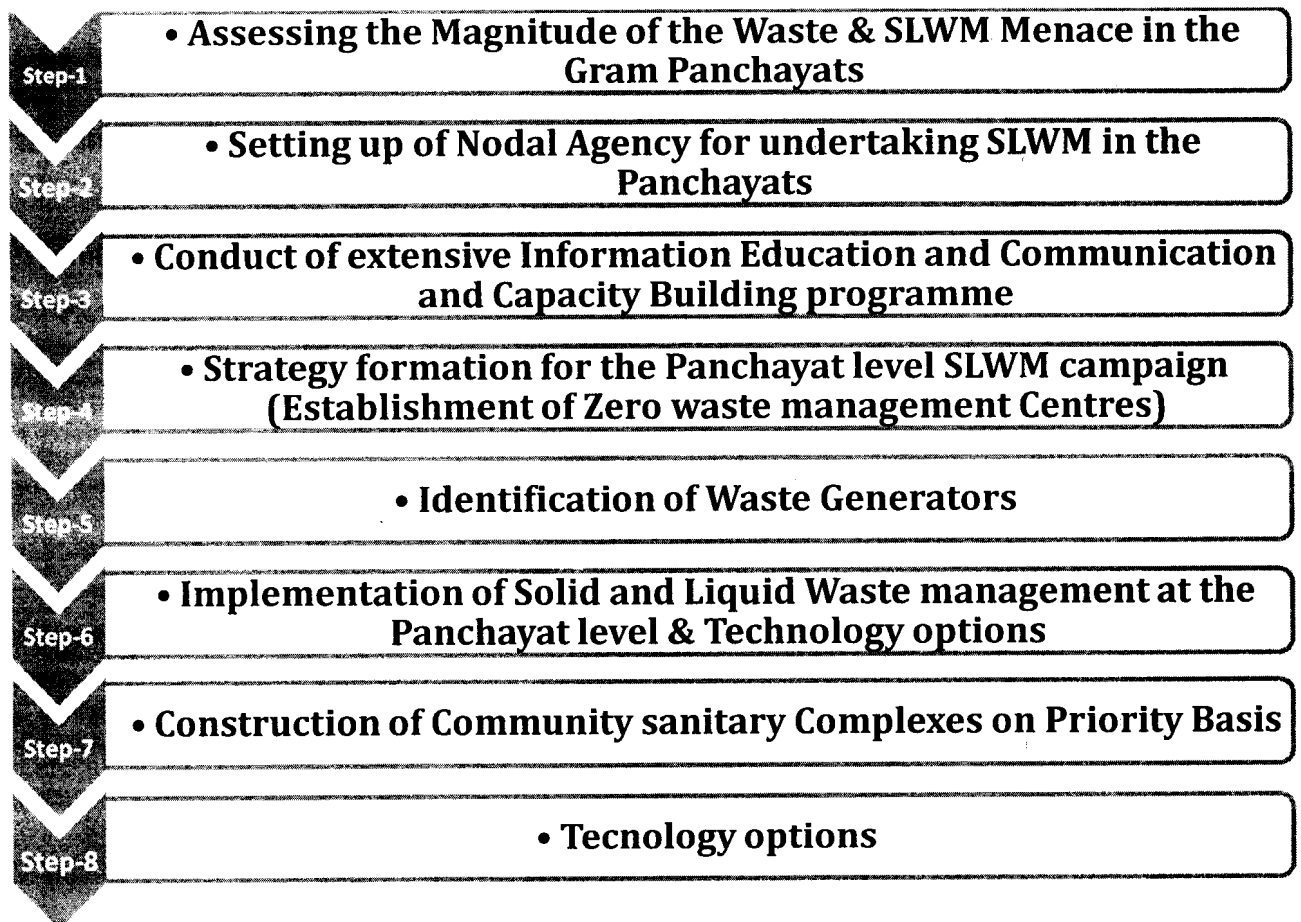 Step-1
• Assessing the Magnitude of the Waste & SLWM Menace in the
Gram Panchayats
Step-2
• Setting up of Nodal Agency for undertaking SLWM in the
Panchayats
Step-3
• Conduct of extensive Information Education and Communication
and Capacity Building programme
Step-4
• Strategy formation for the Panchayat level SLWM campaign
(Establishment of Zero waste management Centres)
Step-5
• Identification of Waste Generators
Step-6
• Implementation of Solid and Liquid Waste management at the
Panchayat level & Technology options
Step-7
• Construction of Community sanitary Complexes on Priority Basis
Step-8
• Tecnology options